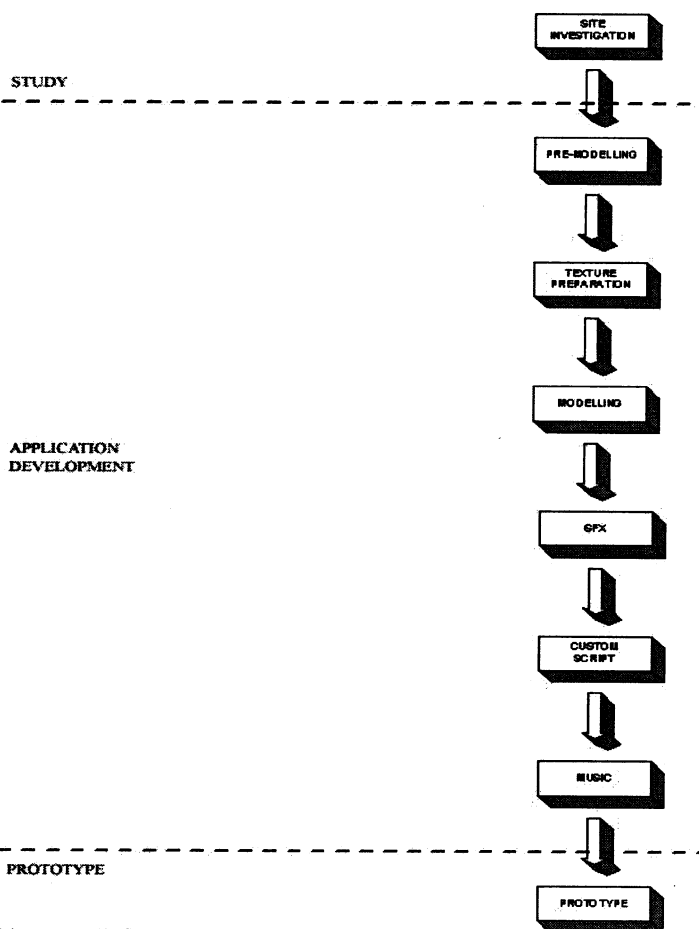 SITE
INVESTIGATION
STUDY
PRE-MODELLING
TEXTURE
PREPARATION
MODELLING
APPLICATION
DEVELOPMENT
GFX
CUSTOM
SCRIPT
MUSIC
PROTOTYPE
PROTOTYPE